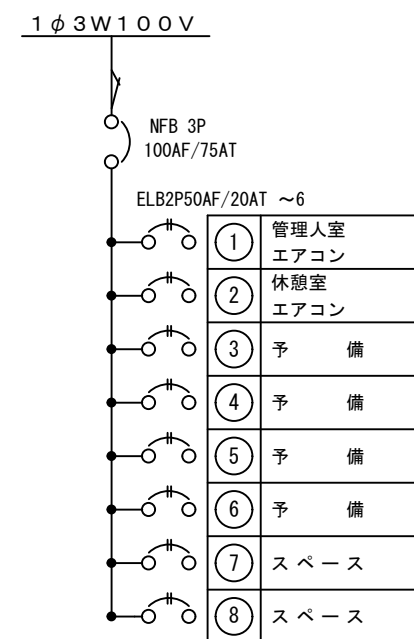 １φ３Ｗ１００Ｖ
NFB 3P
100AF/75AT
ELB2P50AF/20AT ～6
1 管理人室
エアコン
2 休憩室
エアコン
3 予　　備
4 予　　備
5 予　　備
6 予　　備
7 スペース
8 スペース